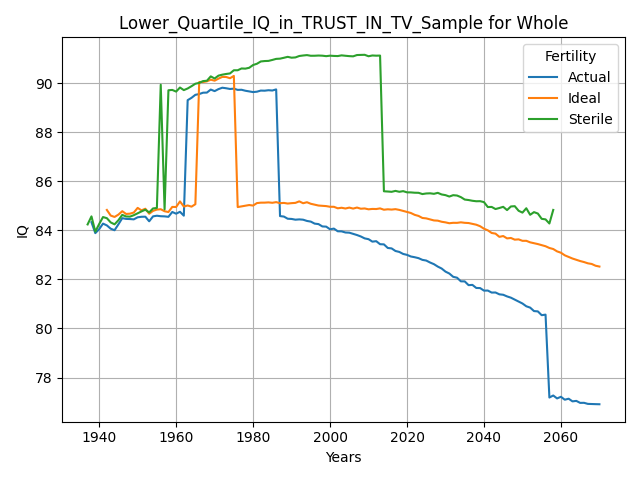 Lower_Quartile_IQ_in_TRUST_IN_TV_Sample for Whole
Fertility
Actual
Ideal
Sterile
IQ
90
88
86
84
82
80
78
1940 1960 1980 2000 2020 2040 2060
Years